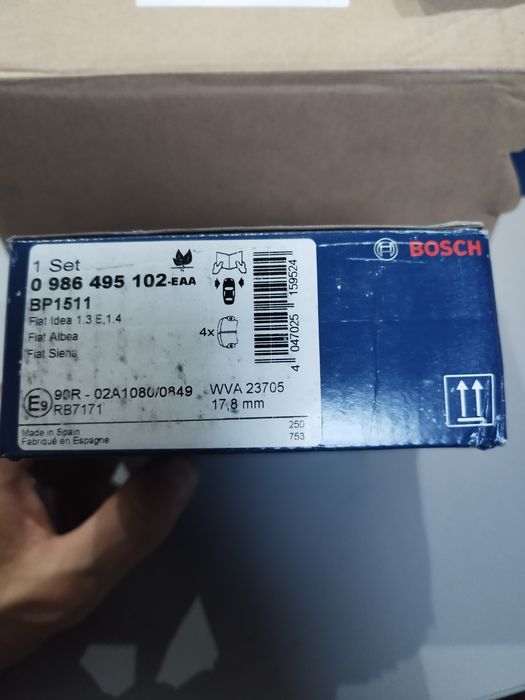 BOSCH
1 Set
0 986 495 102-EAA
BP1511
Fiat Idea 1.3 E,1.4
Fiat Albea
Fiat Siena
4x
4 047025 159524
E9 90R - 02A1080/0849
RB7171
WVA 23705
17,8 mm
Made in Spain
Fabriqué en Espagne
250
753